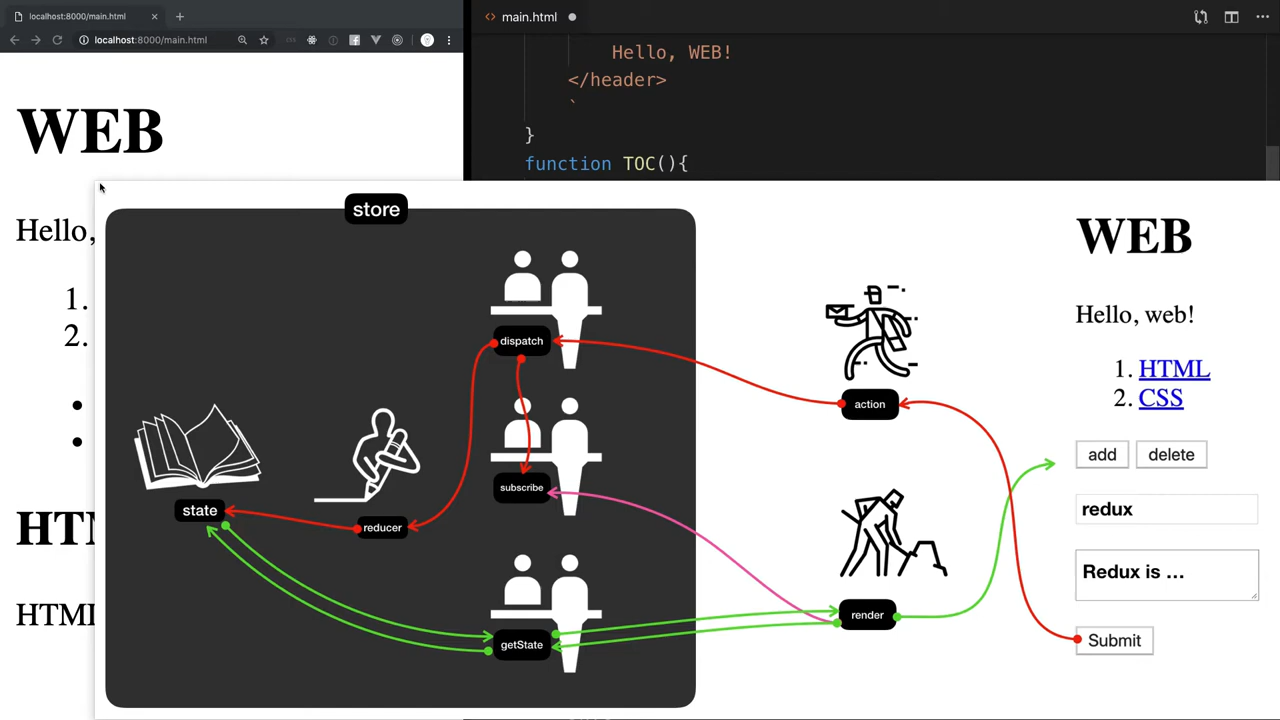 localhost:8000/main.html
localhost:8000/main.html
WEB
Hello,
1.
2.
HTM
HTML
main.html
Hello, WEB!
</header>
`
}
function TOC(){
store
dispatch
subscribe
state
reducer
getState
action
render
WEB
Hello, web!
1. HTML
2. CSS
add
delete
redux
Redux is ...
Submit